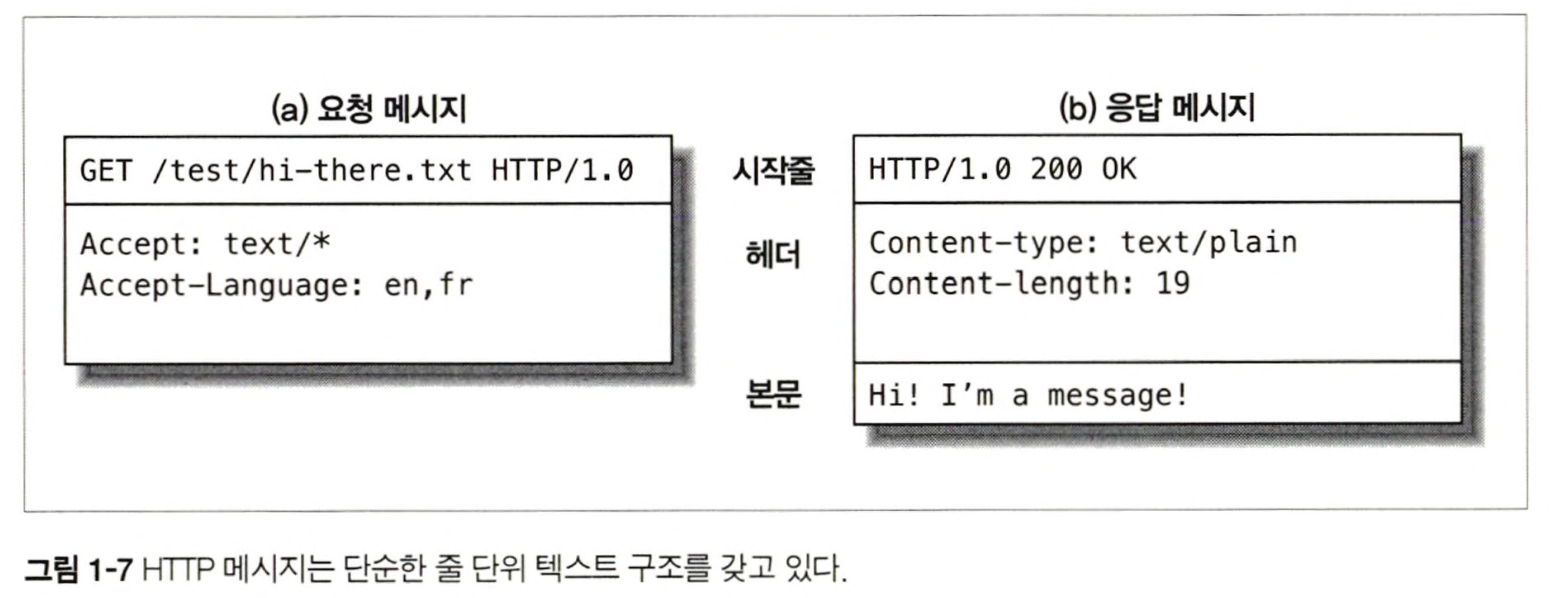 (a) 요청 메시지
GET /test/hi-there.txt HTTP/1.0
Accept: text/*
Accept-Language: en,fr
시작줄
헤더
본문
(b) 응답 메시지
HTTP/1.0 200 OK
Content-type: text/plain
Content-length: 19
Hi! I’m a message!
그림 1-7 HTTP 메시지는 단순한 줄 단위 텍스트 구조를 갖고 있다.